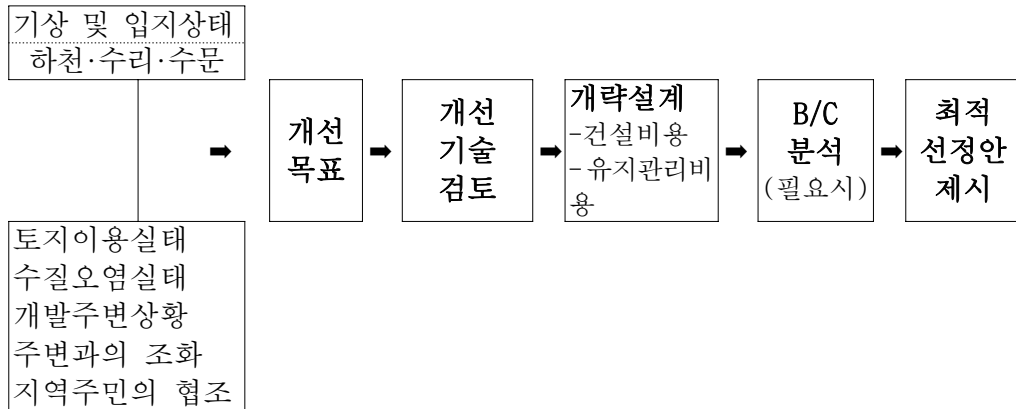 기상 및 입지상태
하천·수리·수문
➡
개선
목표
➡
개선
기술
검토
➡
개략설계
-건설비용
-유지관리비
용
➡
B/C
분석
(필요시)
➡
최적
선정안
제시
토지이용실태
수질오염실태
개발주변상황
주변과의 조화
지역주민의 협조